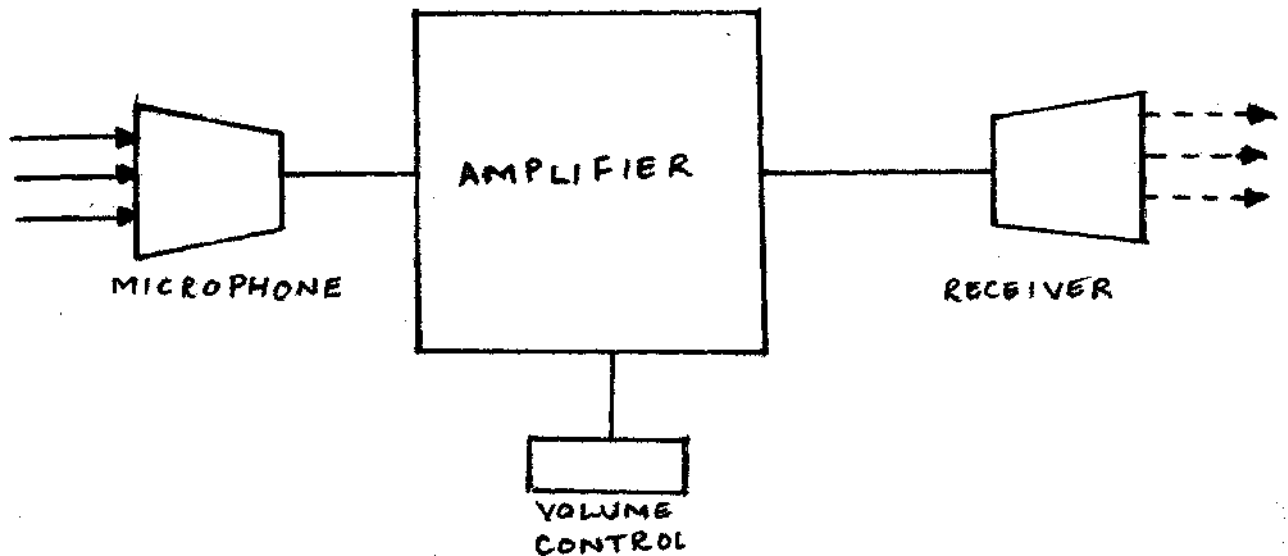 AMPLIFIER
MICROPHONE
RECEIVER
VOLUME
CONTROL